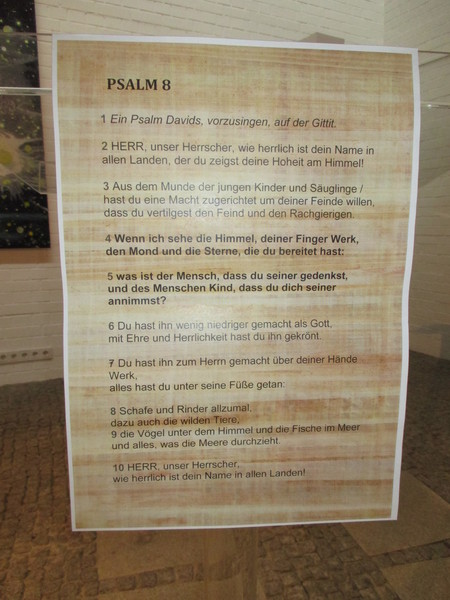 PSALM 8
1 Ein Psalm Davids, vorzusingen, auf der Gittit.
2 HERR, unser Herrscher, wie herrlich ist dein Name in
allen Landen, der du zeigst deine Hoheit am Himmel!
3 Aus dem Munde der jungen Kinder und Säuglinge /
hast du eine Macht zugerichtet um deiner Feinde willen,
dass du vertilgest den Feind und den Rachgierigen.
4 Wenn ich sehe die Himmel, deiner Finger Werk,
den Mond und die Sterne, die du bereitet hast:
5 was ist der Mensch, dass du seiner gedenkst,
und des Menschen Kind, dass du dich seiner
annimmst?
6 Du hast ihn wenig niedriger gemacht als Gott,
mit Ehre und Herrlichkeit hast du ihn gekrönt.
7 Du hast ihn zum Herrn gemacht über deiner Hände
Werk,
alles hast du unter seine Füße getan:
8 Schafe und Rinder allzumal,
dazu auch die wilden Tiere,
9 die Vögel unter dem Himmel und die Fische im Meer
und alles, was die Meere durchzieht.
10 HERR, unser Herrscher,
wie herrlich ist dein Name in allen Landen!